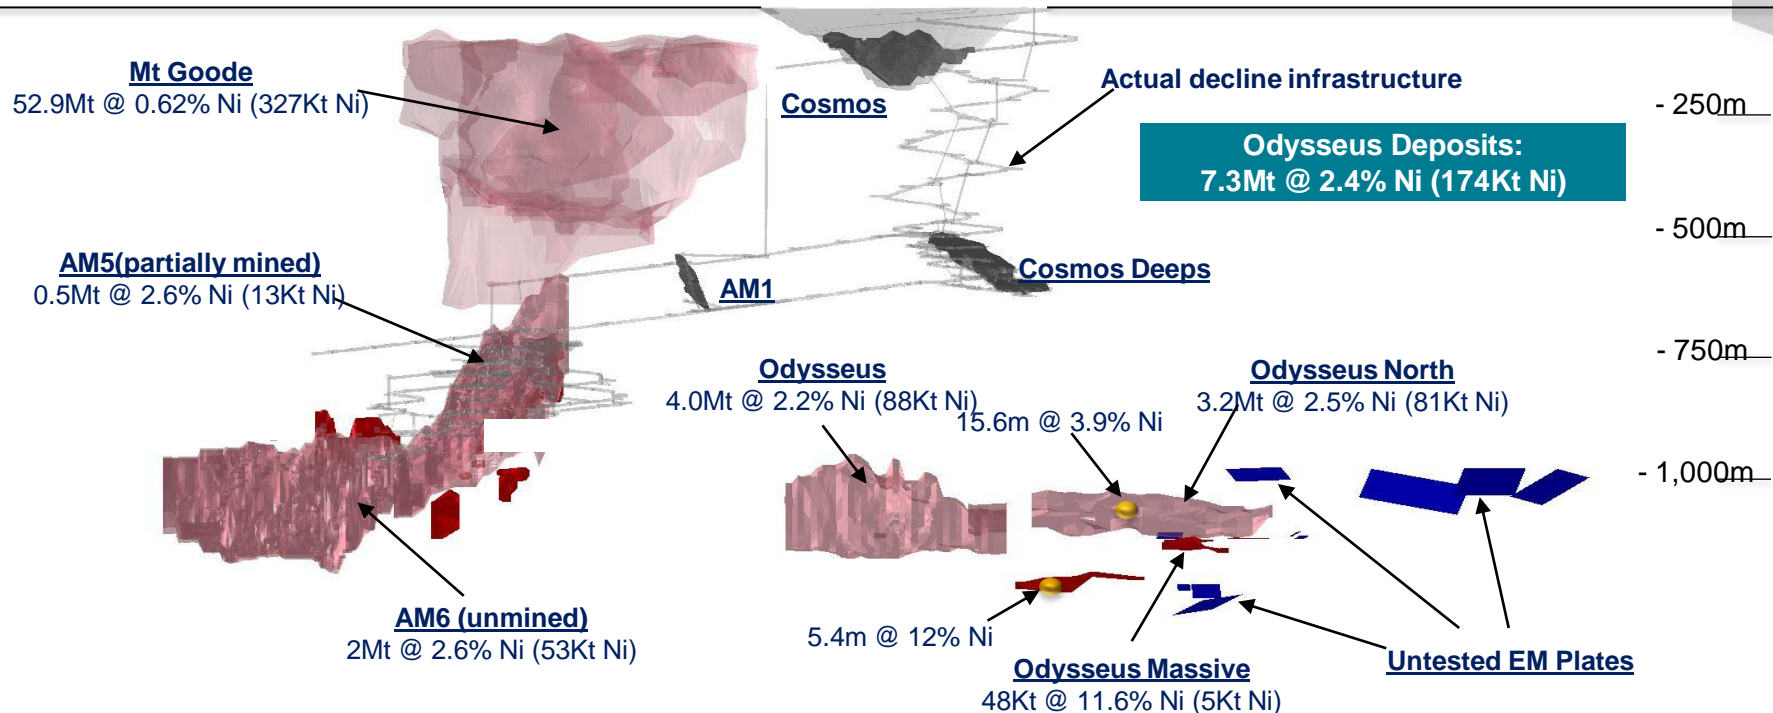 Mt Goode
52.9Mt @ 0.62% Ni (327Kt Ni)
Cosmos
Actual decline infrastructure
- 250m
Odysseus Deposits:
7.3Mt @ 2.4% Ni (174Kt Ni)
- 500m
AM5(partially mined)
0.5Mt @ 2.6% Ni (13Kt Ni)
AM1
Cosmos Deeps
- 750m
Odysseus
4.0Mt @ 2.2% Ni (88Kt Ni)
15.6m @ 3.9% Ni
Odysseus North
3.2Mt @ 2.5% Ni (81Kt Ni)
- 1,000m
AM6 (unmined)
2Mt @ 2.6% Ni (53Kt Ni)
5.4m @ 12% Ni
Odysseus Massive
48Kt @ 11.6% Ni (5Kt Ni)
Untested EM Plates